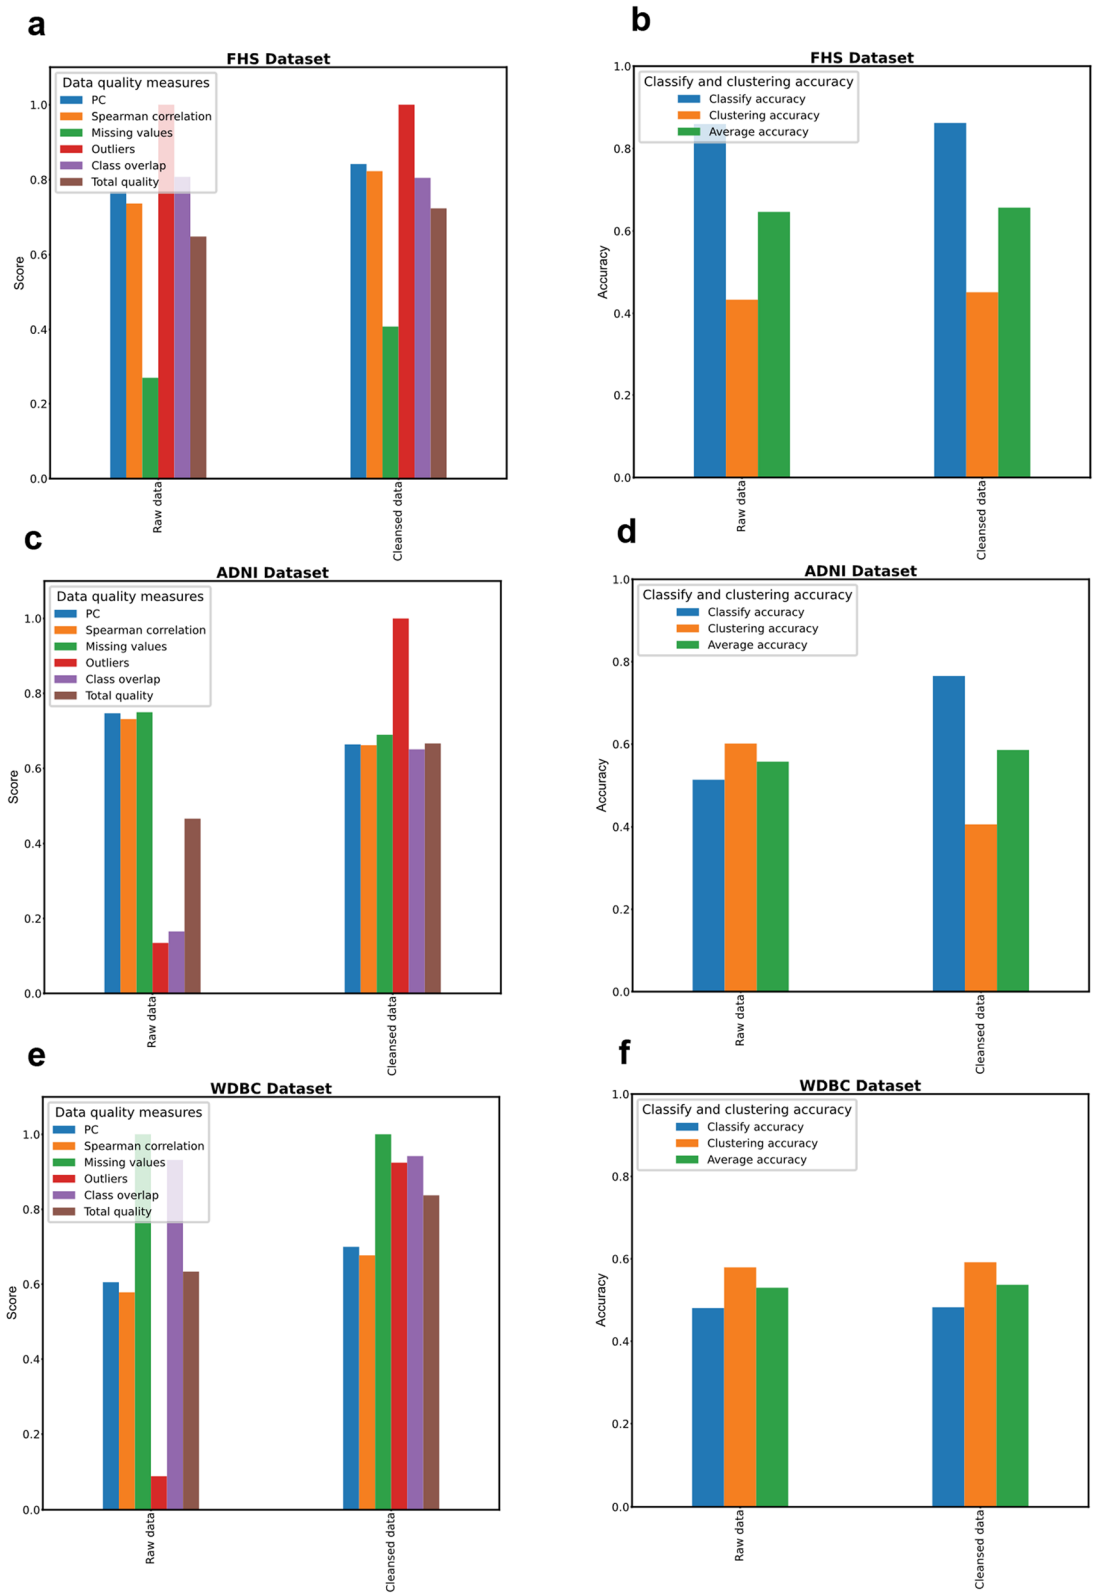 a
FHS Dataset
Data quality measures
PC
Spearman correlation
Missing values
Outliers
Class overlap
Total quality
1.0
0.8
0.6
0.4
0.2
0.0
Score
Raw data
Cleansed data
b
FHS Dataset
Classify and clustering accuracy
Classify accuracy
Clustering accuracy
Average accuracy
1.0
0.8
0.6
0.4
0.2
0.0
Accuracy
Raw data
Cleansed data
c
ADNI Dataset
Data quality measures
PC
Spearman correlation
Missing values
Outliers
Class overlap
Total quality
1.0
0.8
0.6
0.4
0.2
0.0
Score
Raw data
Cleansed data
d
ADNI Dataset
Classify and clustering accuracy
Classify accuracy
Clustering accuracy
Average accuracy
1.0
0.8
0.6
0.4
0.2
0.0
Accuracy
Raw data
Cleansed data
e
WDBC Dataset
Data quality measures
PC
Spearman correlation
Missing values
Outliers
Class overlap
Total quality
1.0
0.8
0.6
0.4
0.2
0.0
Score
Raw data
Cleansed data
f
WDBC Dataset
Classify and clustering accuracy
Classify accuracy
Clustering accuracy
Average accuracy
1.0
0.8
0.6
0.4
0.2
0.0
Accuracy
Raw data
Cleansed data